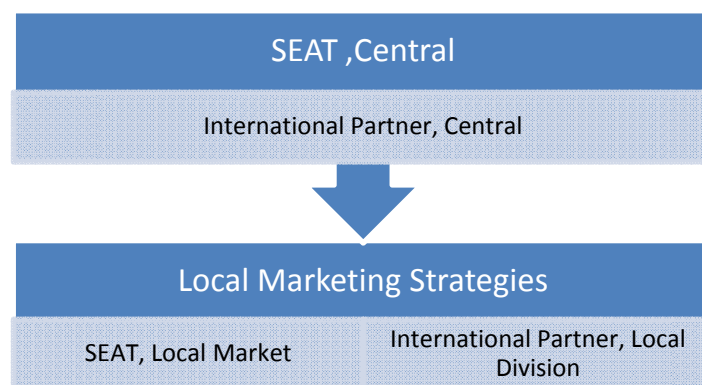 SEAT ,Central
International Partner, Central
Local Marketing Strategies
SEAT, Local Market
International Partner, Local
Division